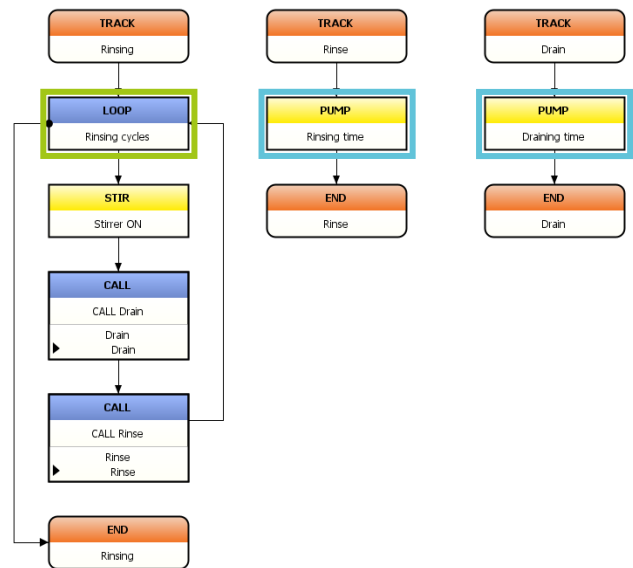 TRACK
Rinsing
LOOP
Rinsing cycles
STIR
Stirrer ON
CALL
CALL Drain
Drain
Drain
CALL
CALL Rinse
Rinse
Rinse
END
Rinsing
TRACK
Rinse
PUMP
Rinsing time
END
Rinse
TRACK
Drain
PUMP
Draining time
END
Drain